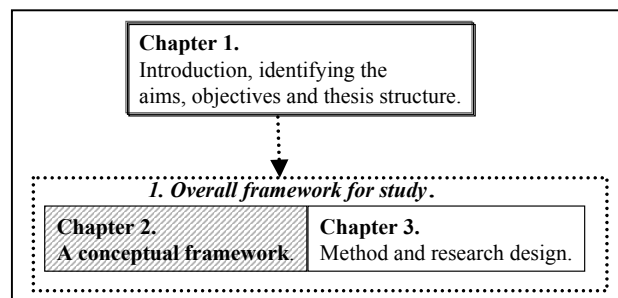 Chapter 1.
Introduction, identifying the
aims, objectives and thesis structure.
1. Overall framework for study.
Chapter 2.
A conceptual framework.
Chapter 3.
Method and research design.